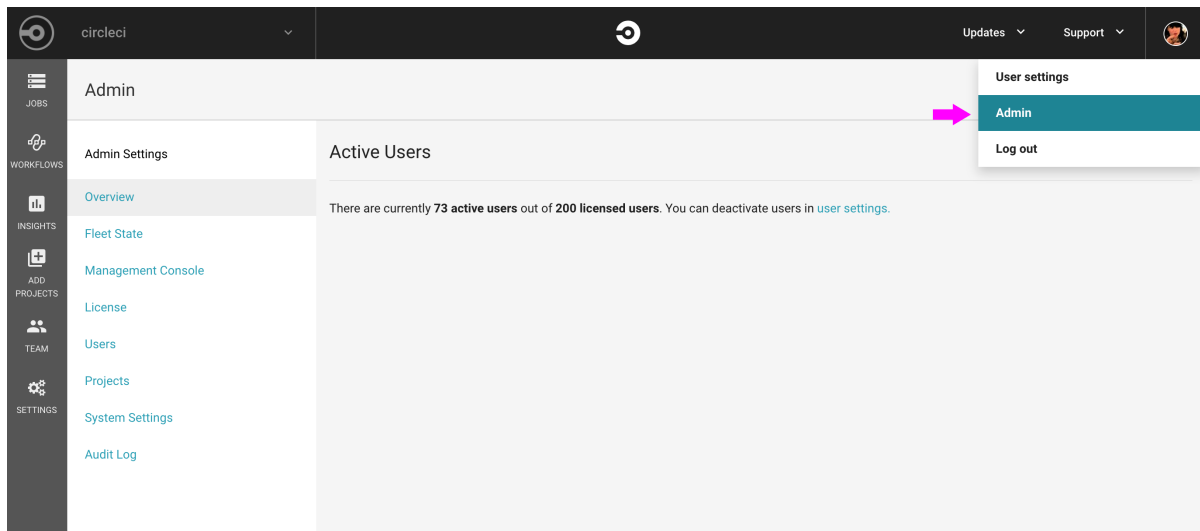 circleci
Updates
Support
User settings
Admin
Log out
JOBS
WORKFLOWS
INSIGHTS
ADD
PROJECTS
TEAM
SETTINGS
Admin
Admin Settings
Overview
Fleet State
Management Console
License
Users
Projects
System Settings
Audit Log
Active Users
There are currently 73 active users out of 200 licensed users. You can deactivate users in user settings.